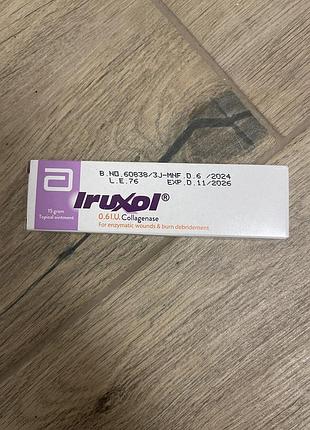 B.NO.60838/3J-MNF.D.6 /2024
L.E.76 EXP.D.11/2026
Iruxol®
15 gram
Topical ointment
0.6 I.U. Collagenase
For enzymatic wounds & burn debridement